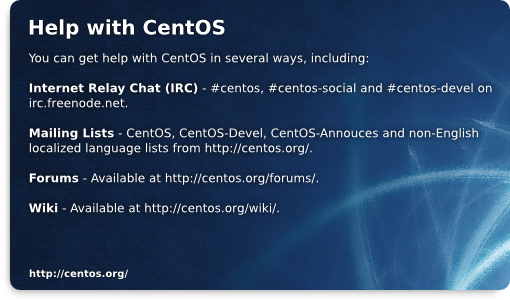 Help with CentOS
You can get help with CentOS in several ways, including:
Internet Relay Chat (IRC) - #centos, #centos-social and #centos-devel on
irc.freenode.net.
Mailing Lists - CentOS, CentOS-Devel, CentOS-Annouces and non-English
localized language lists from http://centos.org/.
Forums - Available at http://centos.org/forums/.
Wiki - Available at http://centos.org/wiki/.
http://centos.org/